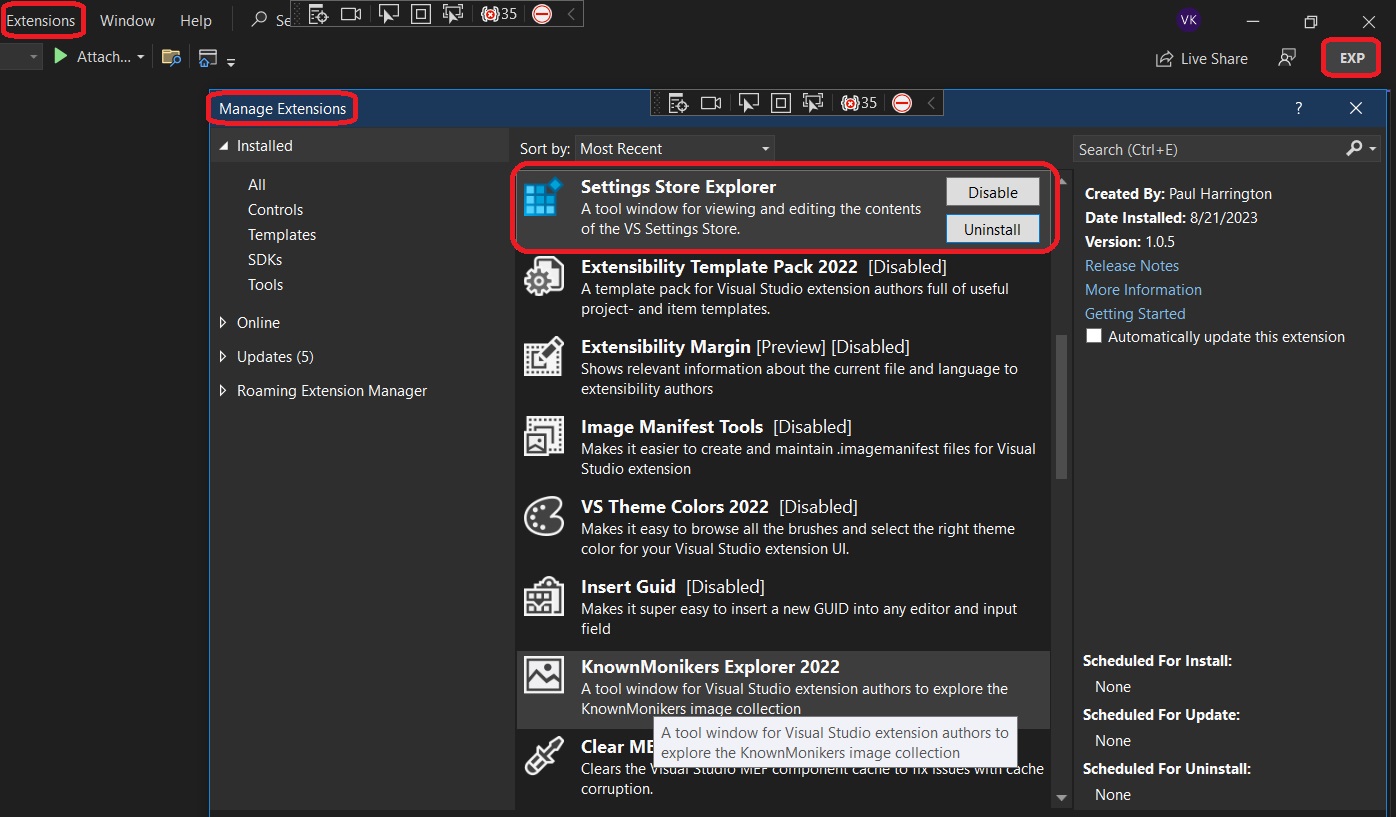 Extensions Window Help Se
35
VK
Attach...
Live Share
EXP
Manage Extensions
35
?
Installed
All
Controls
Templates
SDKs
Tools
Online
Updates (5)
Roaming Extension Manager
Sort by: Most Recent
Settings Store Explorer
A tool window for viewing and editing the contents
of the VS Settings Store.
Disable
Uninstall
Extensibility Template Pack 2022 [Disabled]
A template pack for Visual Studio extension authors full of useful
project- and item templates.
Extensibility Margin [Preview] [Disabled]
Shows relevant information about the current file and language to
extensibility authors
Image Manifest Tools [Disabled]
Makes it easier to create and maintain .imagemanifest files for Visual
Studio extension
VS Theme Colors 2022 [Disabled]
Makes it easy to browse all the brushes and select the right theme
color for your Visual Studio extension UI.
Insert Guid [Disabled]
Makes it super easy to insert a new GUID into any editor and input
field
KnownMonikers Explorer 2022
A tool window for Visual Studio extension authors to explore the
KnownMonikers image collection
A tool window for Visual Studio extension authors to
explore the KnownMonikers image collection
Clear ME
Clears the Visual Studio MEF component cache to fix issues with cache
corruption.
Search (Ctrl+E)
Created By: Paul Harrington
Date Installed: 8/21/2023
Version: 1.0.5
Release Notes
More Information
Getting Started
Automatically update this extension
Scheduled For Install:
None
Scheduled For Update:
None
Scheduled For Uninstall:
None